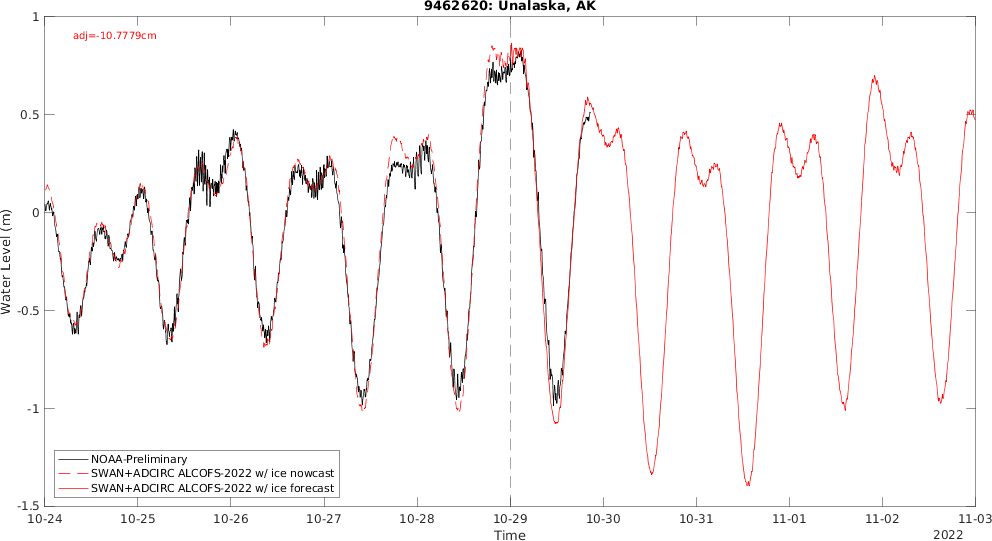 9462620: Unalaska, AK
adj=-10.7779cm
Water Level (m)
1
0.5
0
-0.5
-1
-1.5
NOAA-Preliminary
SWAN+ADCIRC ALCOFS-2022 w/ ice nowcast
SWAN+ADCIRC ALCOFS-2022 w/ ice forecast
10-24 10-25 10-26 10-27 10-28 10-29 10-30 10-31 11-01 11-02 11-03
Time
2022